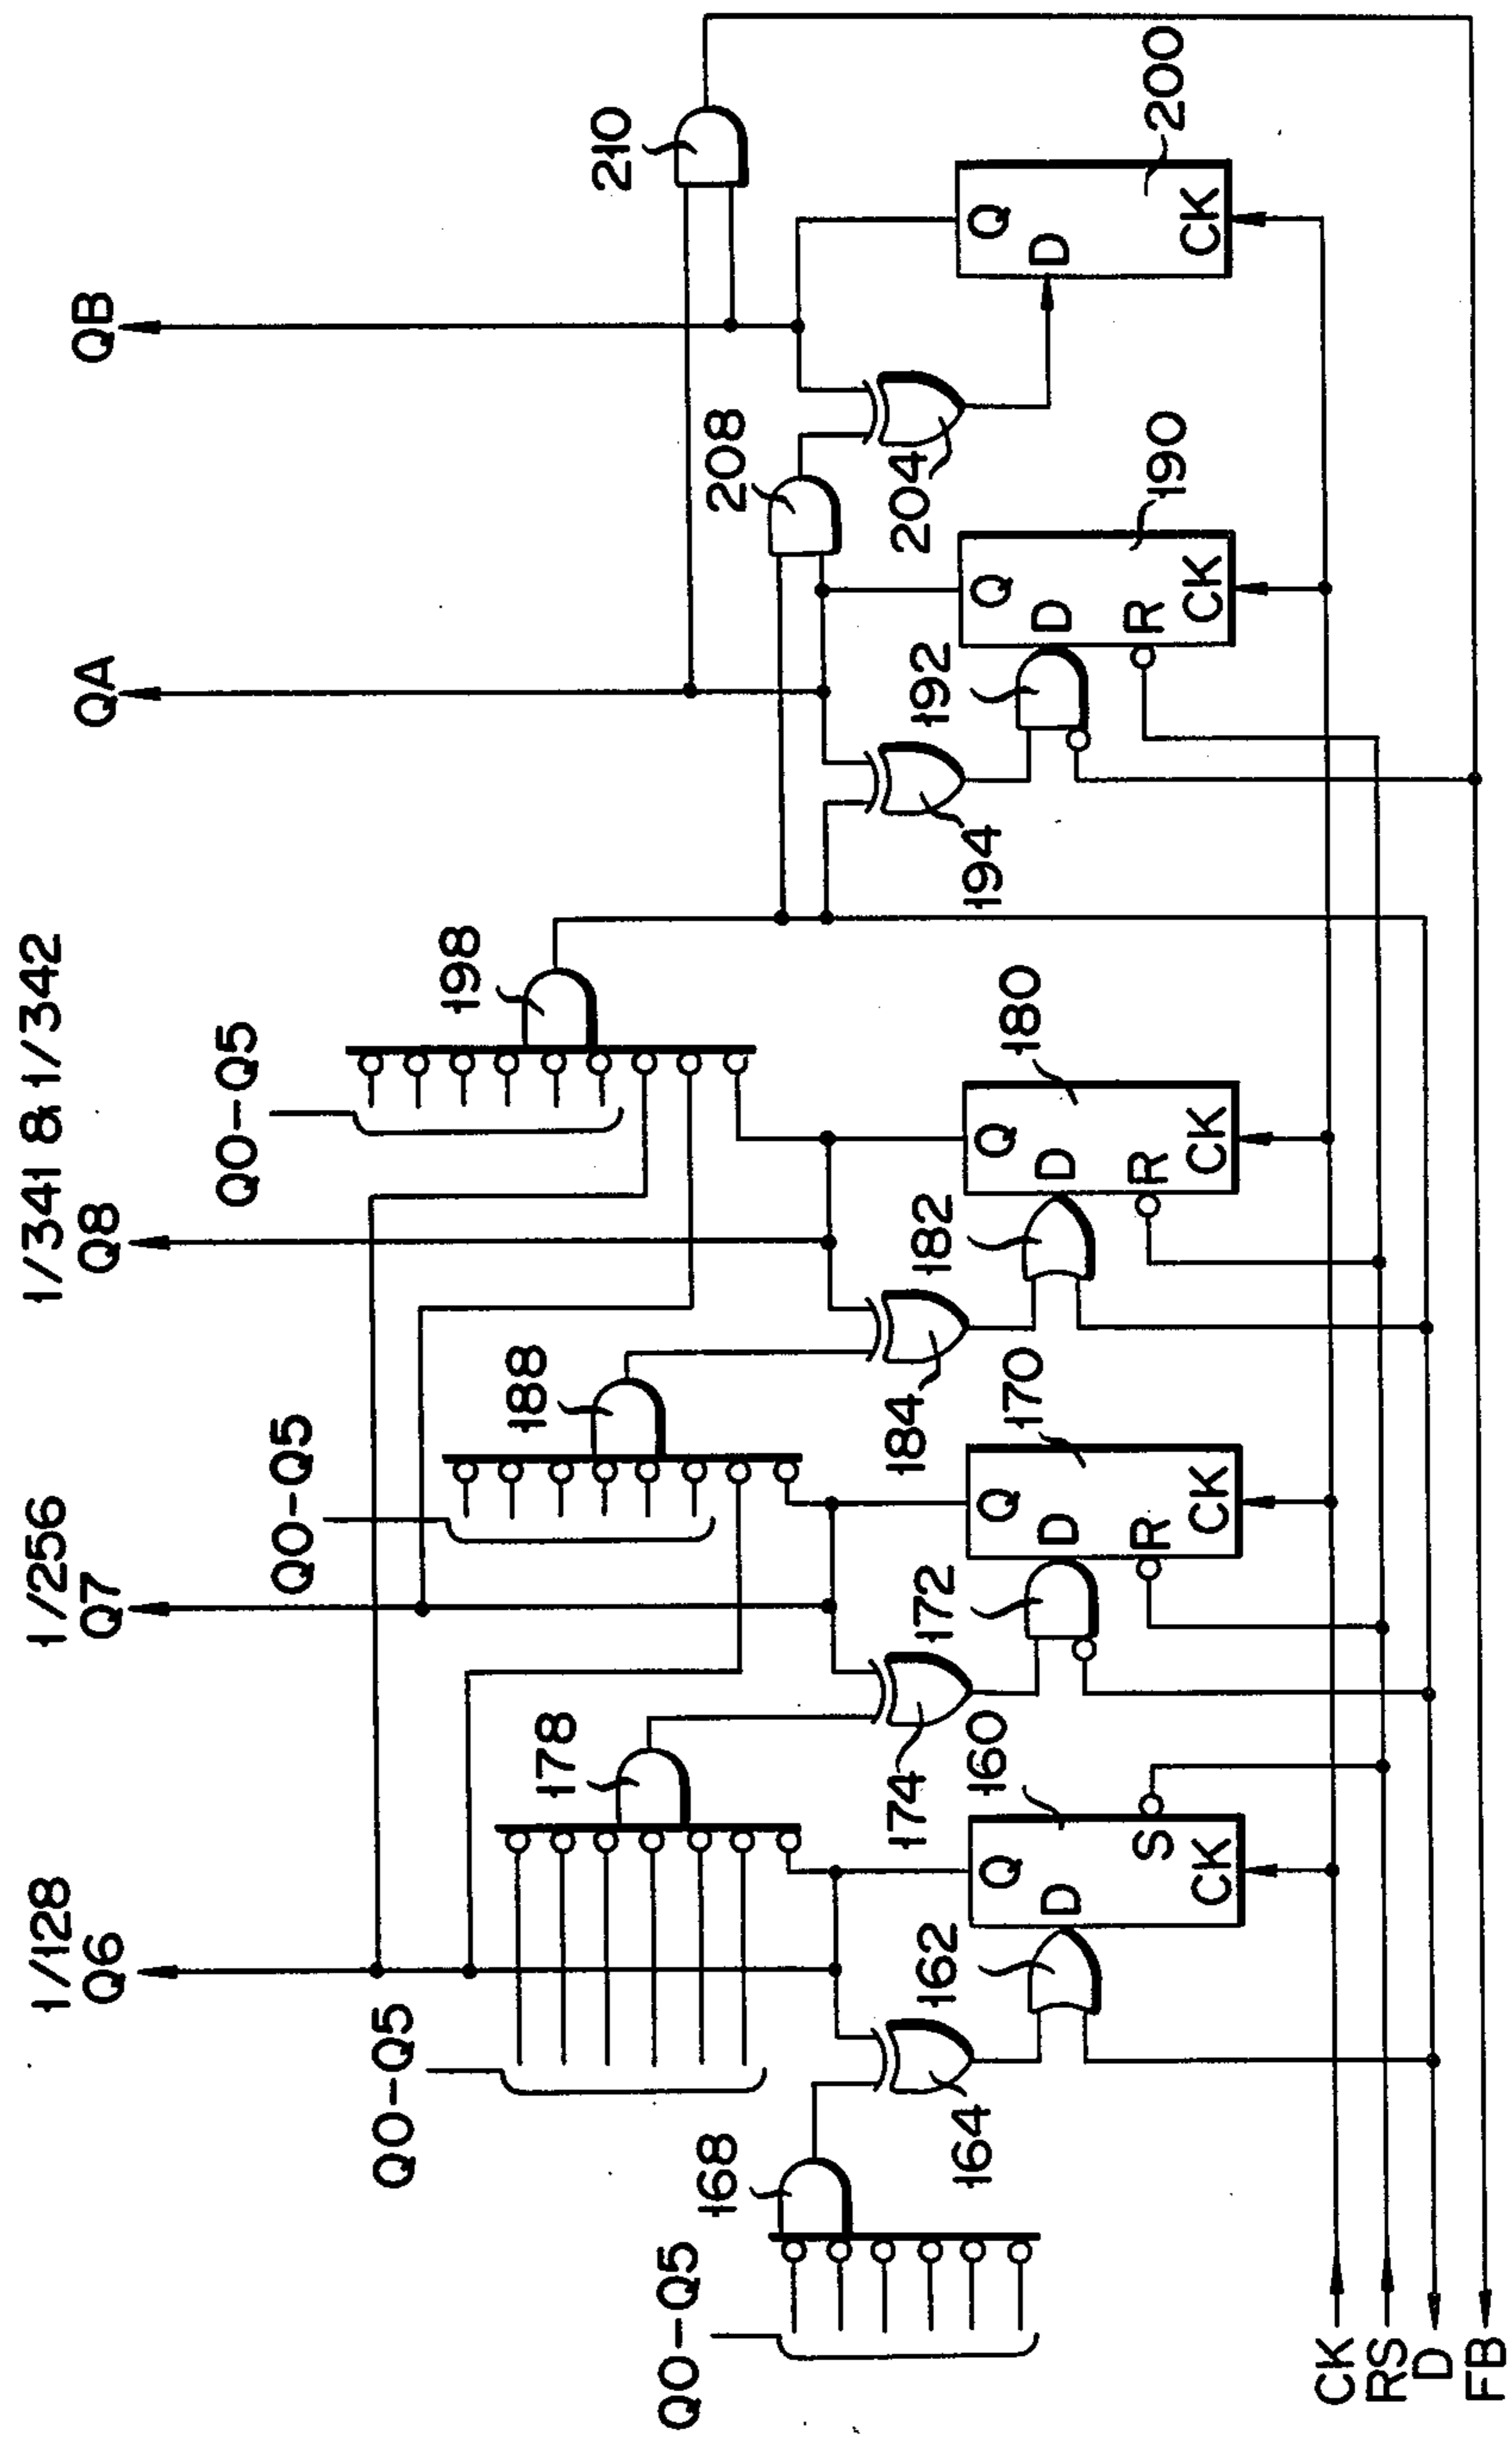 1/128
Q6
1/256
Q7
1/341 & 1/342
Q8
QA
QB
Q0-Q5
168
Q0-Q5
178
Q0-Q5
188
Q0-Q5
198
208
210
164
162
160
Q
D
S
CK
174
172
170
Q
D
R
CK
184
182
180
Q
D
R
CK
194
192
190
Q
D
R
CK
204
200
Q
D
CK
CK
RS
D
FB